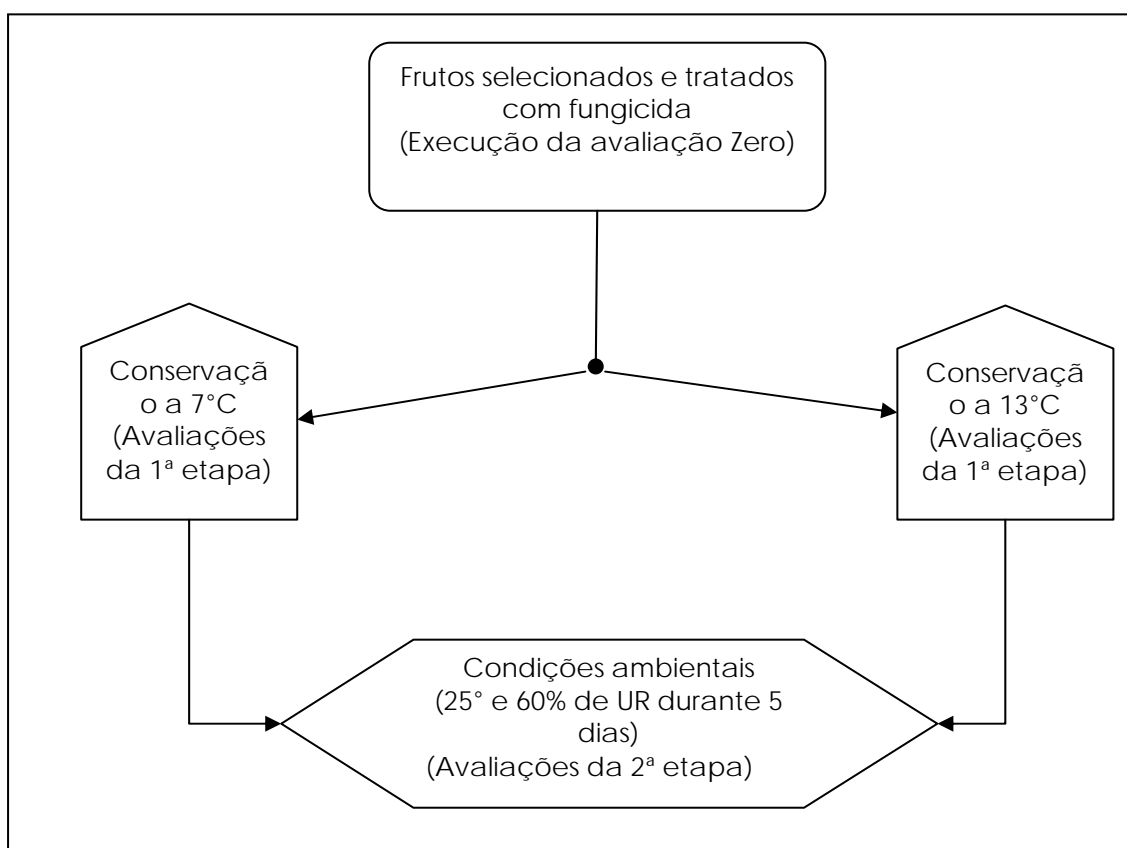 Frutos selecionados e tratados
com fungicida
(Execução da avaliação Zero)
Conservaçã
o a 7°C
(Avaliações
da 1ª etapa)
Conservaçã
o a 13°C
(Avaliações
da 1ª etapa)
Condições ambientais
(25° e 60% de UR durante 5
dias)
(Avaliações da 2ª etapa)